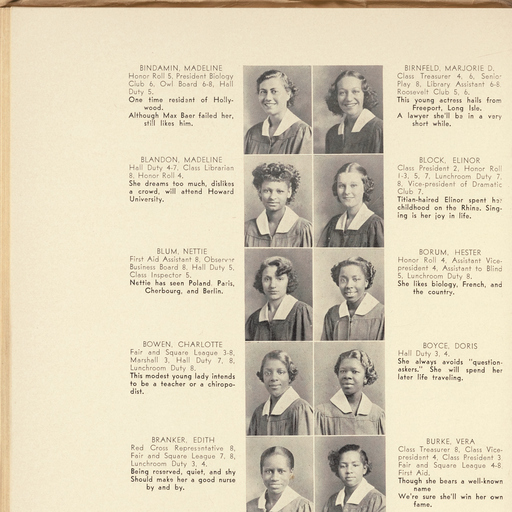 BINDAMIN, MADELINE
Honor Roll 5, President Biology
Club 6, Owl Board 6-8, Hall
Duty 5.
One time resident of Holly-
wood.
Although Max Baer failed her,
still likes him.
BIRNFELD, MARJORIE D.
Class Treasurer 4, 6, Senior
Play 8, Library Assistant 6-8,
Roosevelt Club 5, 6.
This young actress hails from
Freeport, Long Isle.
A lawyer she'll be in a very
short while.
BLANDON, MADELINE
Hall Duty 4-7, Class Librarian
8, Honor Roll 4.
She dreams too much, dislikes
a crowd, will attend Howard
University.
BLOCK, ELINOR
Class President 2, Honor Roll
1-3, 5, 7, Lunchroom Duty 7,
8, Vice-president of Dramatic
Club 7.
Titian-haired Elinor spent her
childhood on the Rhine. Sing-
ing is her joy in life.
BLUM, NETTIE
First Aid Assistant 8, Observer
Business Board 8, Hall Duty 5,
Class Inspector 5.
Nettie has seen Poland, Paris,
Cherbourg, and Berlin.
BORUM, HESTER
Honor Roll 4, Assistant Vice-
president 4, Assistant to Blind
5, Lunchroom Duty 8.
She likes biology, French, and
the country.
BOWEN, CHARLOTTE
Fair and Square League 3-8,
Marshall 3, Hall Duty 7, 8,
Lunchroom Duty 8.
This modest young lady intends
to be a teacher or a chiropo-
dist.
BOYCE, DORIS
Hall Duty 3, 4.
She always avoids "question-
askers." She will spend her
later life traveling.
BRANKER, EDITH
Red Cross Representative 8,
Fair and Square League 7, 8,
Lunchroom Duty 3, 4.
Being reserved, quiet, and shy
Should make her a good nurse
by and by.
BURKE, VERA
Class Treasurer 8, Class Vice-
president 4, Class President 3
Fair and Square League 4-8
First Aid.
Though she bears a well-known
name
We're sure she'll win her own
fame.